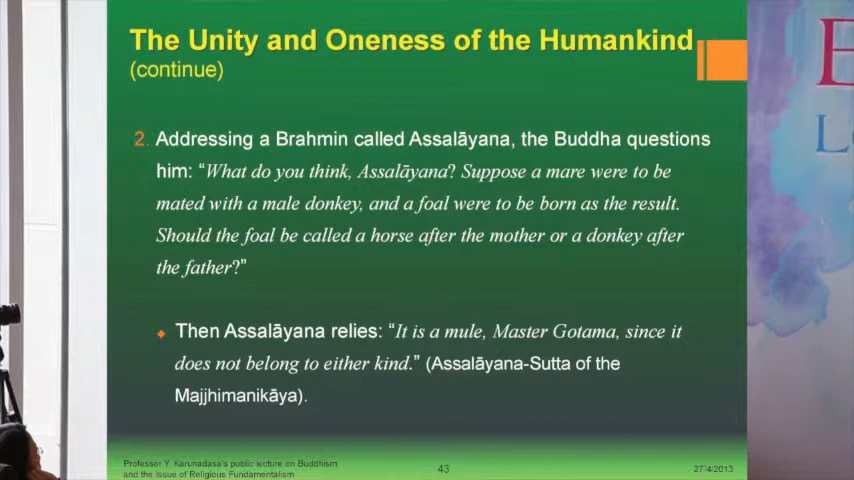 The Unity and Oneness of the Humankind
(continue)
2. Addressing a Brahmin called Assalāyana, the Buddha questions
him: “What do you think, Assalāyana? Suppose a mare were to be
mated with a male donkey, and a foal were to be born as the result.
Should the foal be called a horse after the mother or a donkey after
the father?”
Then Assalāyana relies: “It is a mule, Master Gotama, since it
does not belong to either kind.” (Assalāyana-Sutta of the
Majjhimanikāya).
Professor Y. Karunadasa's public lecture on Buddhism
and the Issue of Religious Fundamentalism
43
27/4/2013